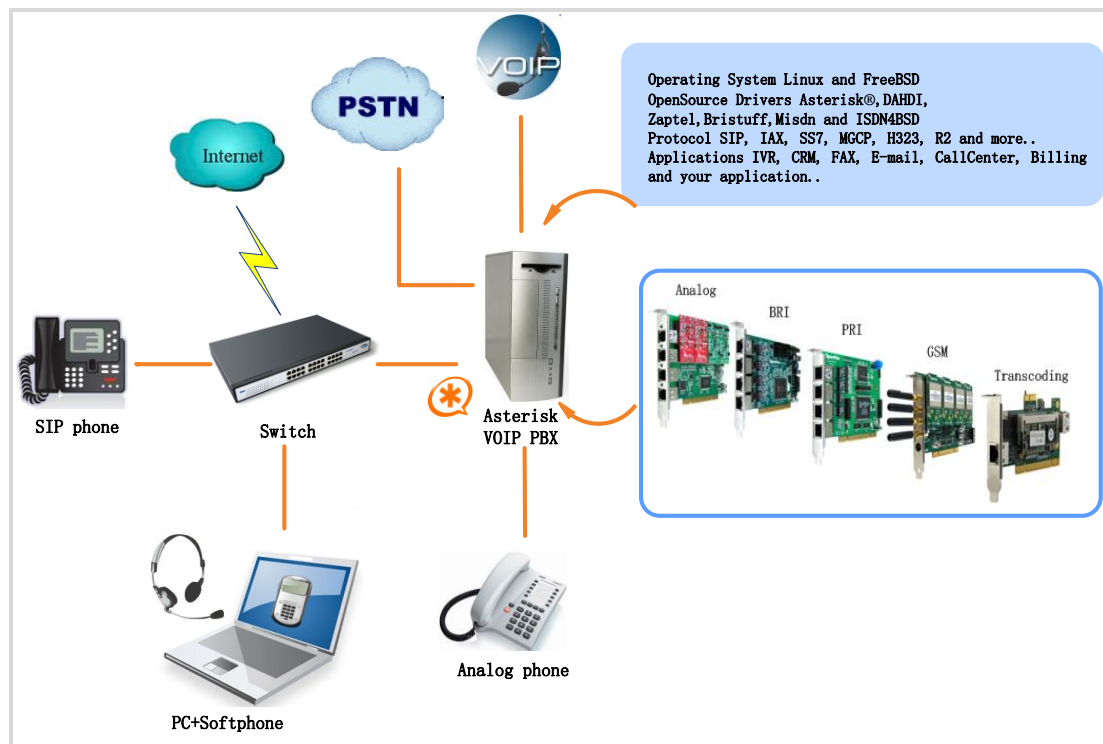 VOIP
PSTN
Internet
Operating System Linux and FreeBSD
OpenSource Drivers Asterisk®,DAHDI,
Zaptel,Bristuff,Misdn and ISDN4BSD
Protocol SIP, IAX, SS7, MGCP, H323, R2 and more..
Applications IVR, CRM, FAX, E-mail, CallCenter, Billing
and your application..
Analog
BRI
PRI
GSM
Transcoding
SIP phone
Switch
Asterisk
VOIP PBX
Analog phone
PC+Softphone